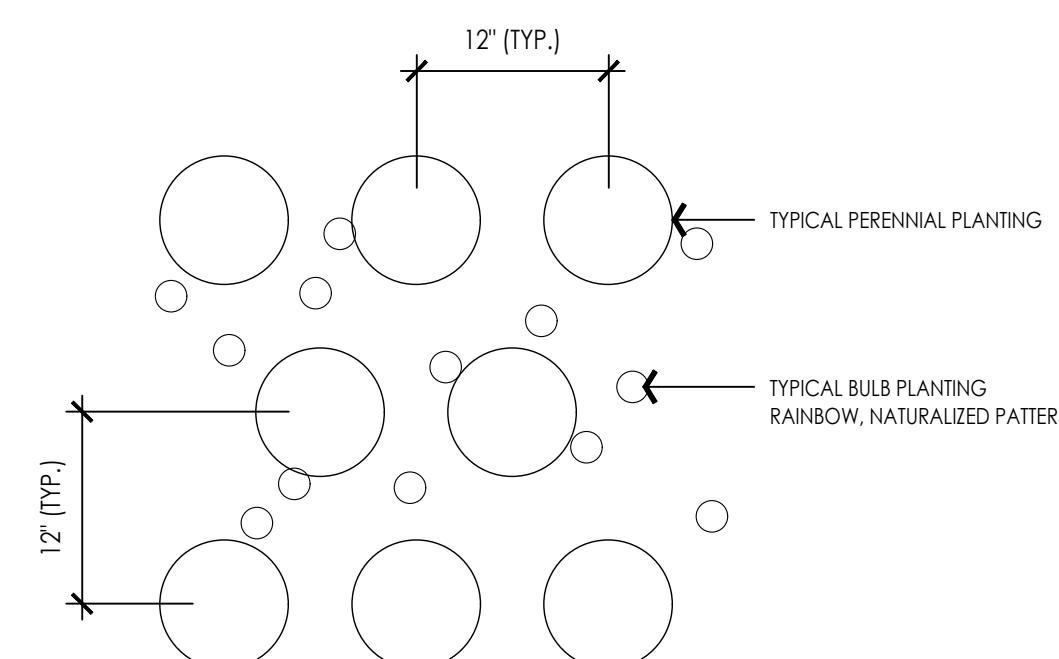 12" (TYP.)
TYPICAL PERENNIAL PLANTING
TYPICAL BULB PLANTING
RAINBOW, NATURALIZED PATTER
12" (TYP.)